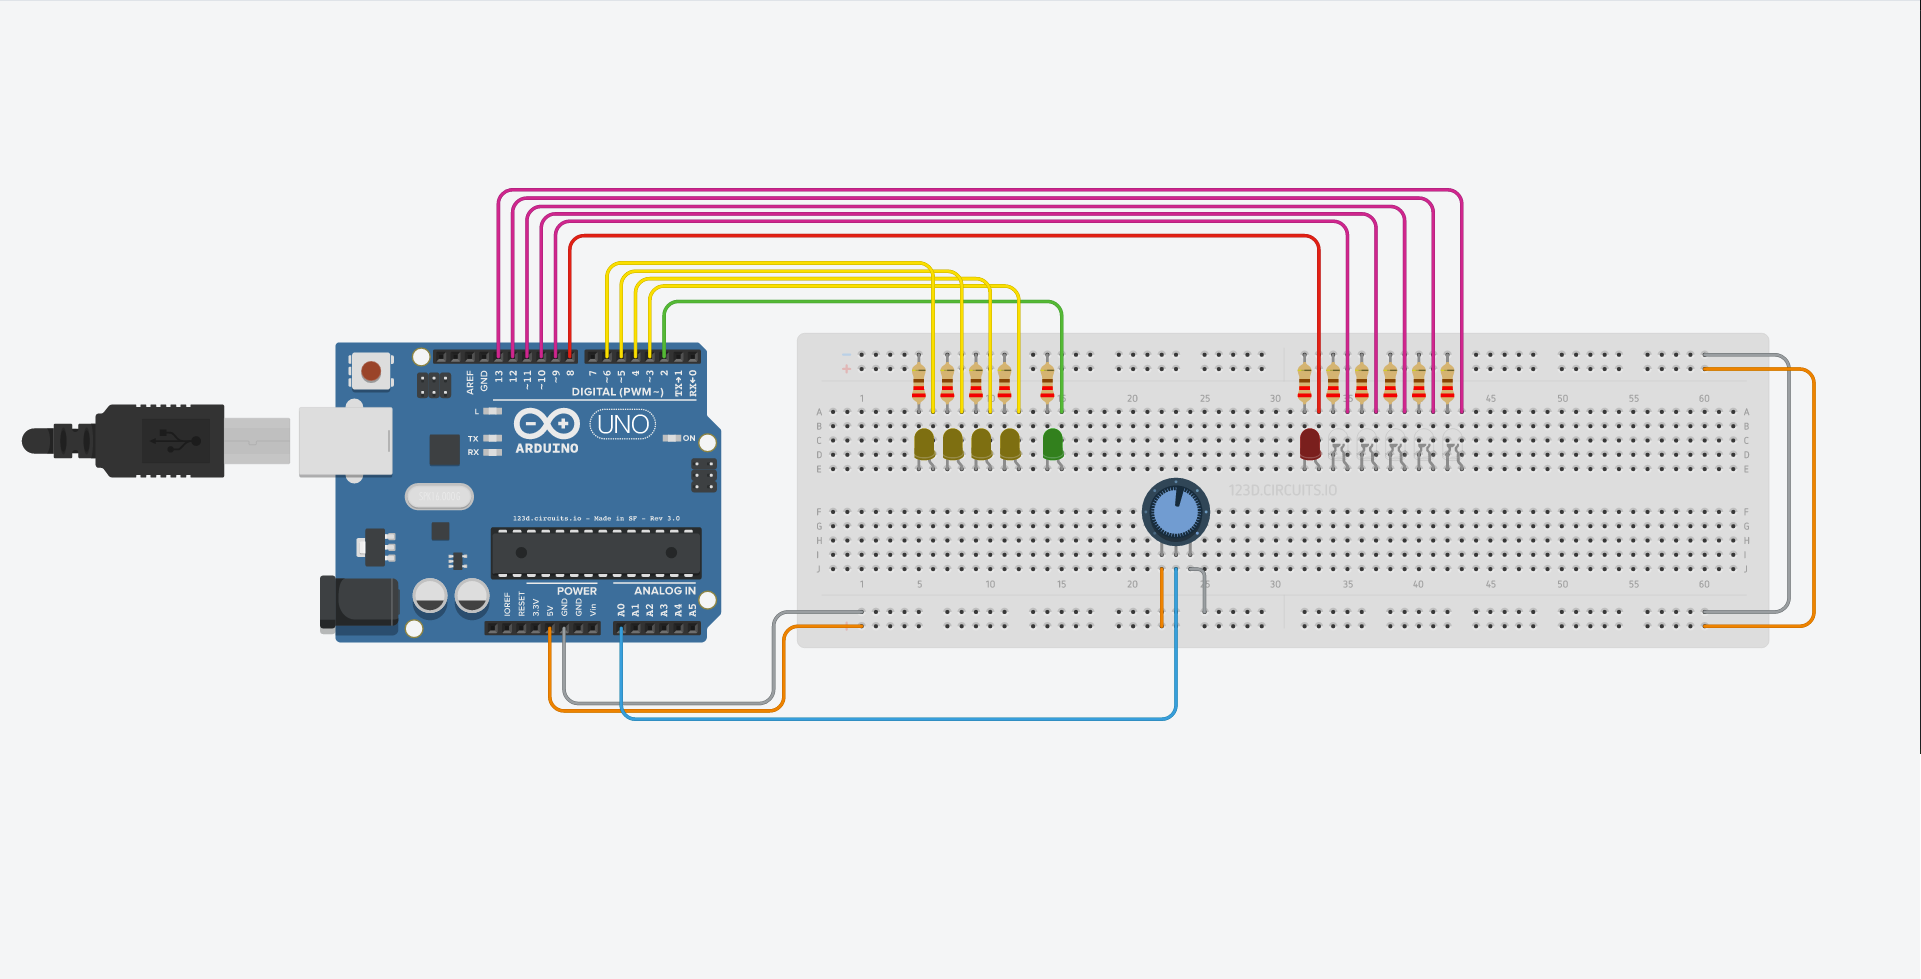 AREF
GND
13
12
~11
~10
~9
8
7
~6
~5
4
~3
2
TX→1
RX←0
DIGITAL (PWM~)
L
TX
RX
ON
UNO
ARDUINO
123d.circuits.io - Made in SF - Rev 3.0
POWER
ANALOG IN
IOREF
RESET
3.3V
5V
GND
GND
Vin
A0
A1
A2
A3
A4
A5
− +
1 5 10 15 20 25 30 35 40 45 50 55 60
A A
B B
C C
D D
E E
123D.CIRCUITS.IO
F F
G G
H H
I I
J J
1 5 10 15 20 25 30 35 40 45 50 55 60